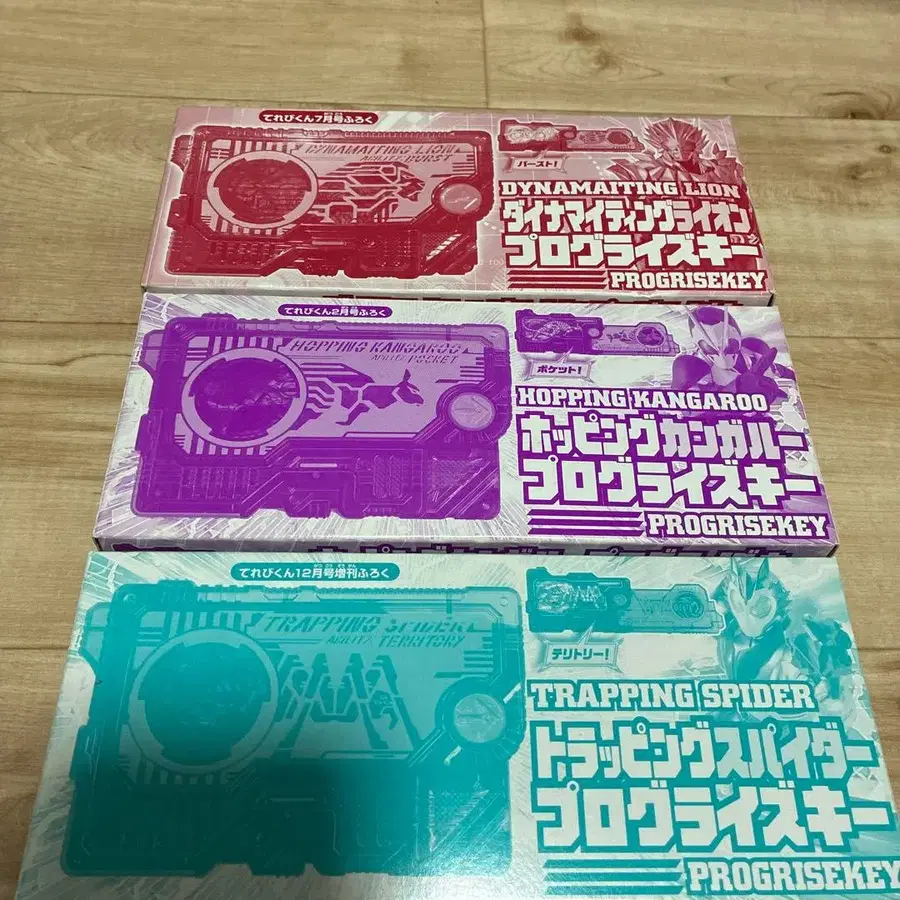 てれびくん7月号ふろく
DYNAMAITING LION
ABILITY BURST
バースト!
DYNAMAITING LION
ダイナマイティングライオン
プログライズキー
PROGRISEKEY
てれびくん2月号ふろく
HOPPING KANGAROO
ABILITY POCKET
ポケット!
HOPPING KANGAROO
ホッピングカンガルー
プログライズキー
PROGRISEKEY
てれびくん12月号増刊ふろく
TRAPPING SPIDER
ABILITY TERRITORY
テリトリー!
TRAPPING SPIDER
トラッピングスパイダー
プログライズキー
PROGRISEKEY